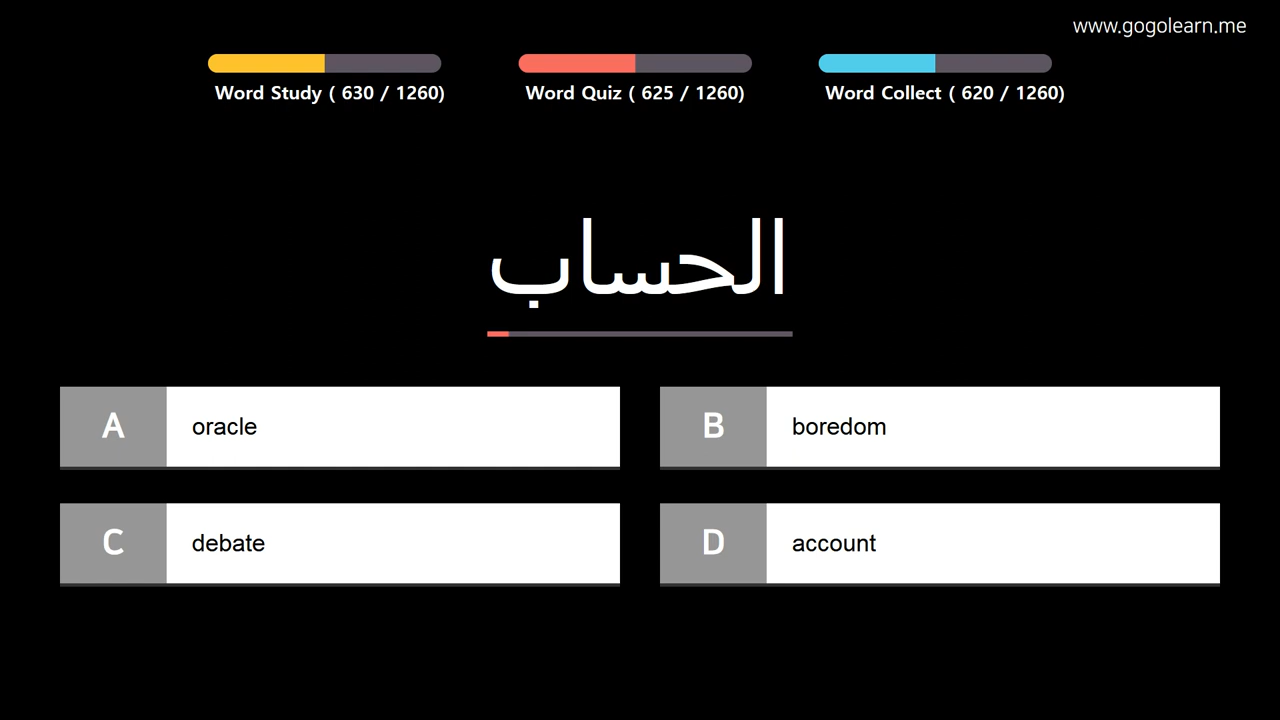 www.gogolearn.me
Word Study ( 630 / 1260)
Word Quiz ( 625 / 1260)
Word Collect ( 620 / 1260)
الحساب
A oracle
B boredom
C debate
D account